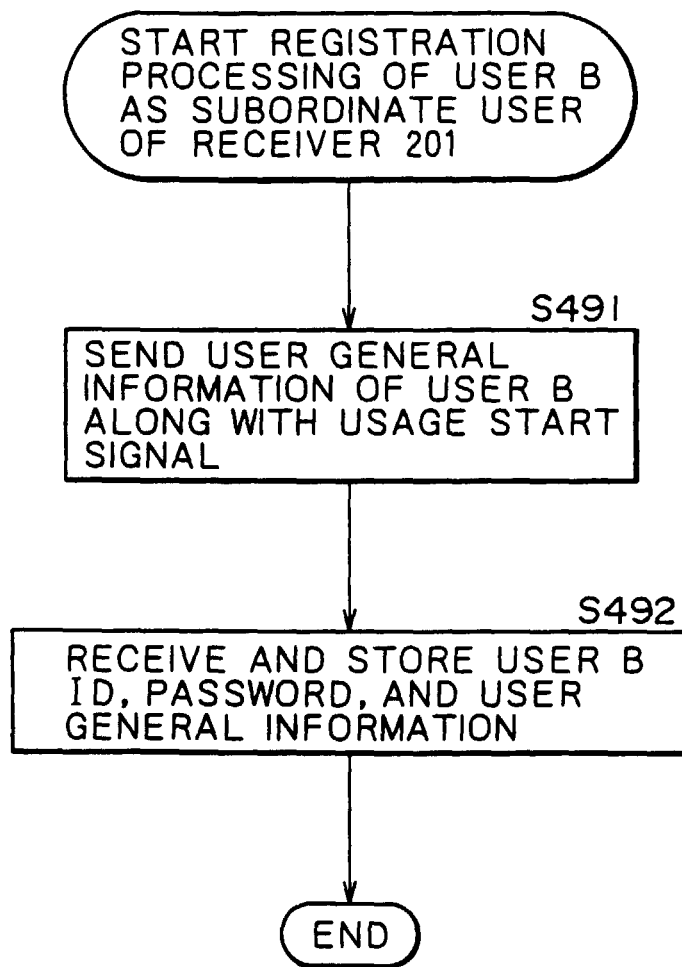 START REGISTRATION
PROCESSING OF USER B
AS SUBORDINATE USER
OF RECEIVER 201
S491
SEND USER GENERAL
INFORMATION OF USER B
ALONG WITH USAGE START
SIGNAL
S492
RECEIVE AND STORE USER B
ID, PASSWORD, AND USER
GENERAL INFORMATION
END